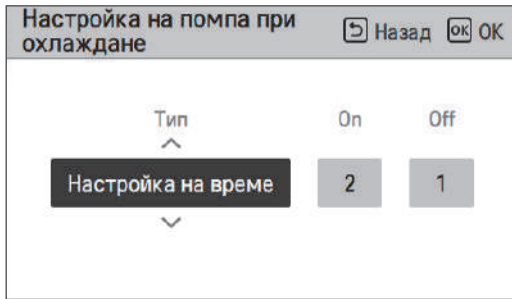 Настройка на помпа при
охлаждане
Назад OK OK
Тип On Off
Настройка на време 2 1